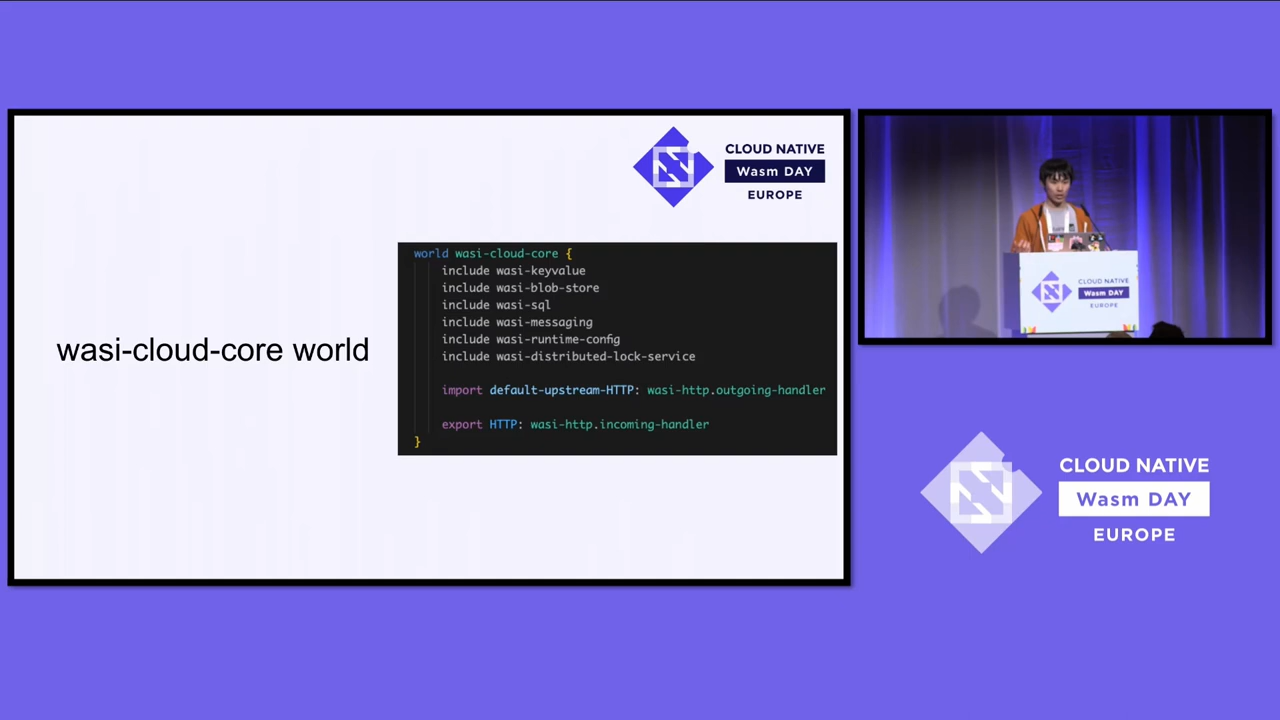 CLOUD NATIVE
Wasm DAY
EUROPE
wasi-cloud-core world
world wasi-cloud-core {
include wasi-keyvalue
include wasi-blob-store
include wasi-sql
include wasi-messaging
include wasi-runtime-config
include wasi-distributed-lock-service
import default-upstream-HTTP: wasi-http.outgoing-handler
export HTTP: wasi-http.incoming-handler
}
CLOUD NATIVE
Wasm DAY
EUROPE
CLOUD NATIVE
Wasm DAY
EUROPE